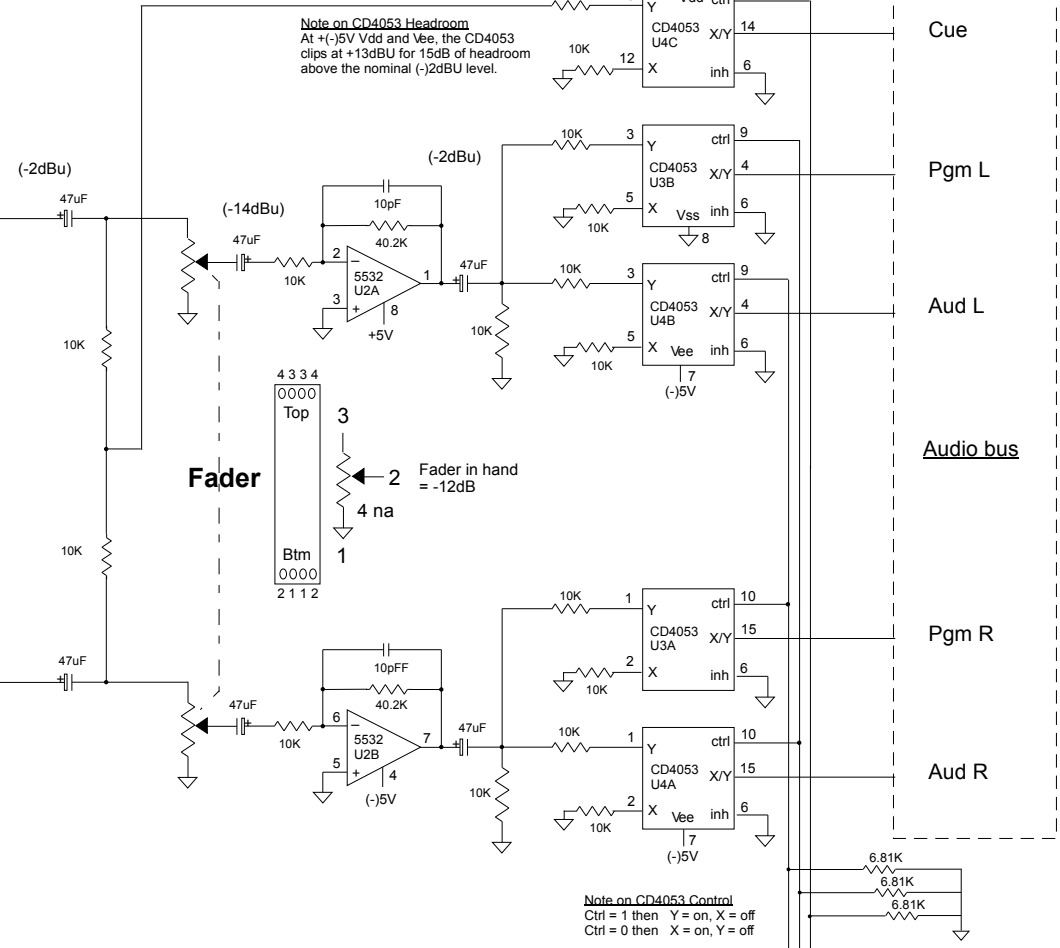 Note on CD4053 Headroom
At +(-)5V Vdd and Vee, the CD4053
clips at +13dBU for 15dB of headroom
above the nominal (-)2dBU level.
Y
ctrl
CD4053
U4C
X/Y
14
Cue
10K
12
X
inh
6
(-2dBu)
47uF
(-14dBu)
47uF
10K
10pF
40.2K
2
3
5532
U2A
1
8
+5V
(-2dBu)
47uF
10K
10K
3
Y
ctrl
9
CD4053
U3B
X/Y
4
Pgm L
5
X
10K
Vss
inh
6
8
10K
3
Y
ctrl
9
CD4053
U4B
X/Y
4
Aud L
5
X
10K
Vee
inh
6
7
(-)5V
10K
4 3 3 4
Top
3
Fader
2
Fader in hand
= -12dB
4 na
Btm
1
2 1 1 2
Audio bus
10K
10K
1
Y
ctrl
10
CD4053
U3A
X/Y
15
Pgm R
2
X
10K
inh
6
47uF
47uF
10K
10pFF
40.2K
6
5
5532
U2B
7
4
(-)5V
47uF
10K
10K
1
Y
ctrl
10
CD4053
U4A
X/Y
15
Aud R
2
X
10K
Vee
inh
6
7
(-)5V
6.81K
6.81K
6.81K
Note on CD4053 Control
Ctrl = 1 then Y = on, X = off
Ctrl = 0 then X = on, Y = off